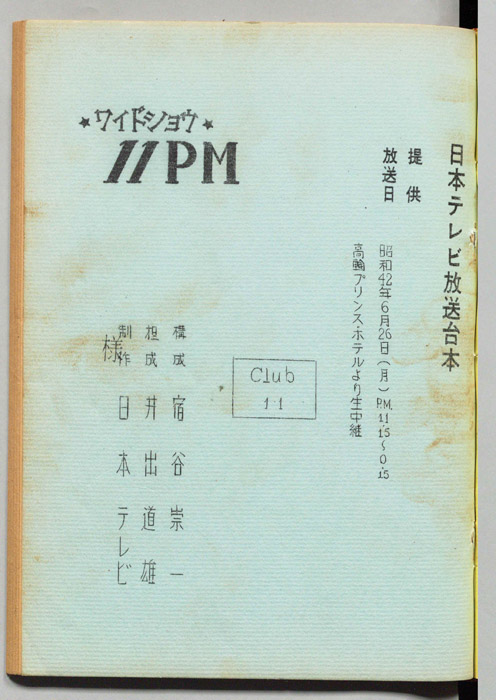 日本テレビ放送台本
提供
放送日
昭和42年6月26日(月)P.M.11.15～0.15
高輪プリンス・ホテルより生中継
★ワイドショウ★
11PM
Club
11
構成 宿谷崇一
担成 井出道雄
制作 日本テレビ
様